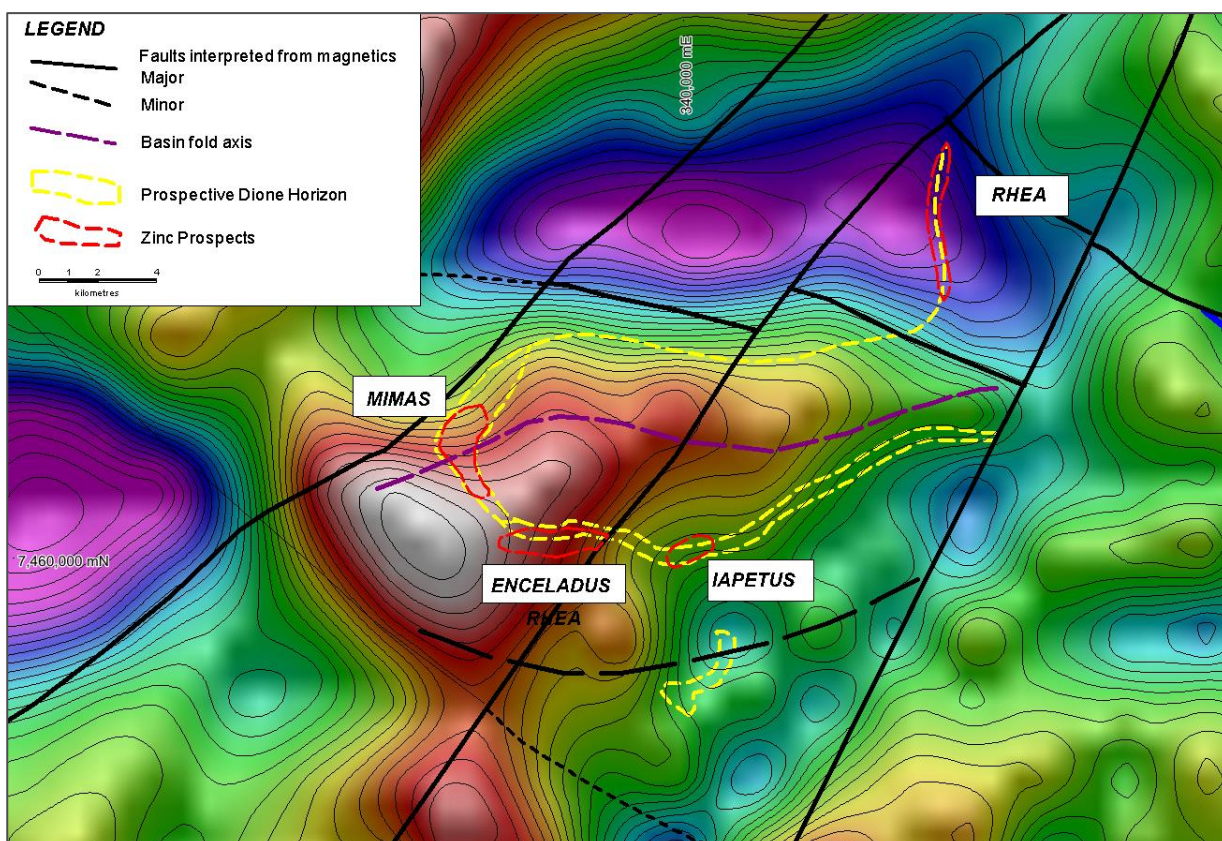 LEGEND
Faults interpreted from magnetics
Major
Minor
Basin fold axis
Prospective Dione Horizon
Zinc Prospects
0 1 2 4
kilometres
340,000 mE
RHEA
MIMAS
7,460,000 mN
ENCELADUS
IAPETUS
RHEA